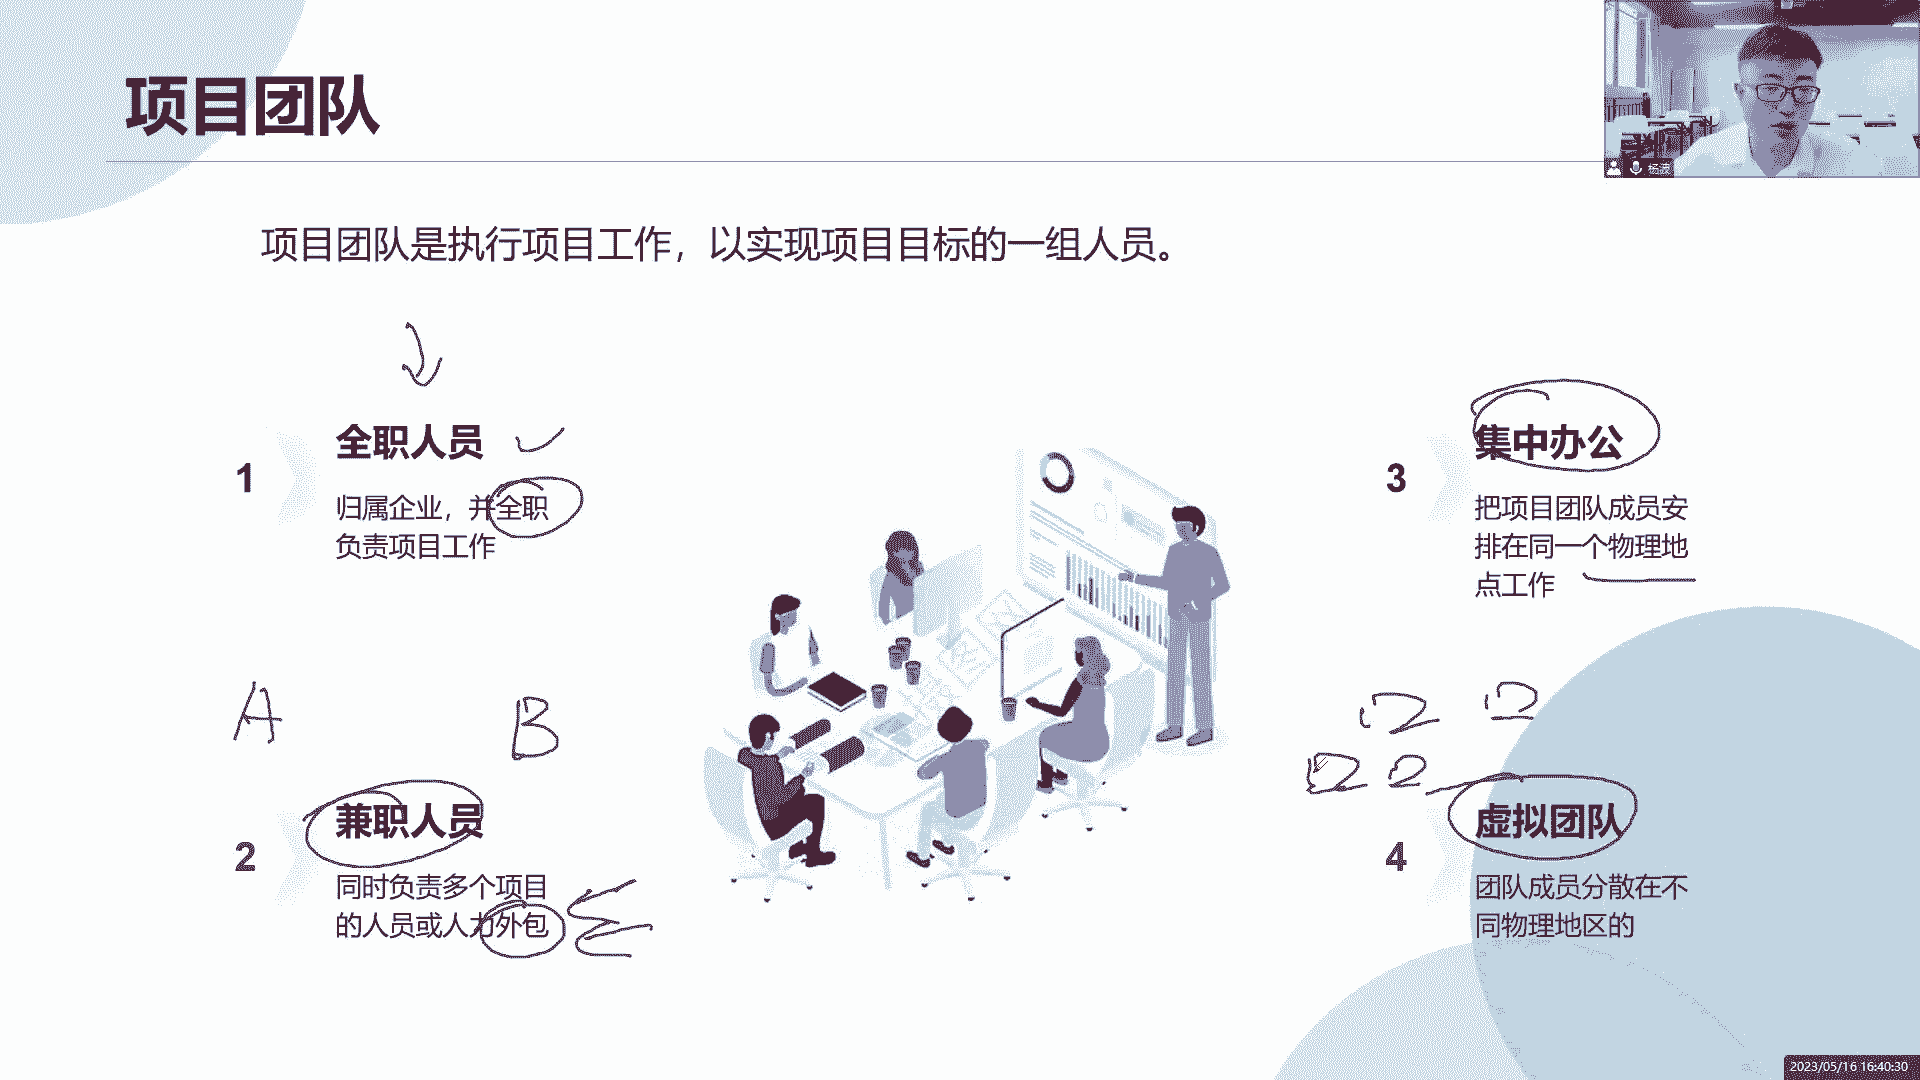 项目团队
杨波
项目团队是执行项目工作，以实现项目目标的一组人员。
1
全职人员
归属企业，并全职
负责项目工作
A
B
2
兼职人员
同时负责多个项目
的人员或人力外包
3
集中办公
把项目团队成员安
排在同一个物理地
点工作
4
虚拟团队
团队成员分散在不
同物理地区的
2023/05/16 16:40:30